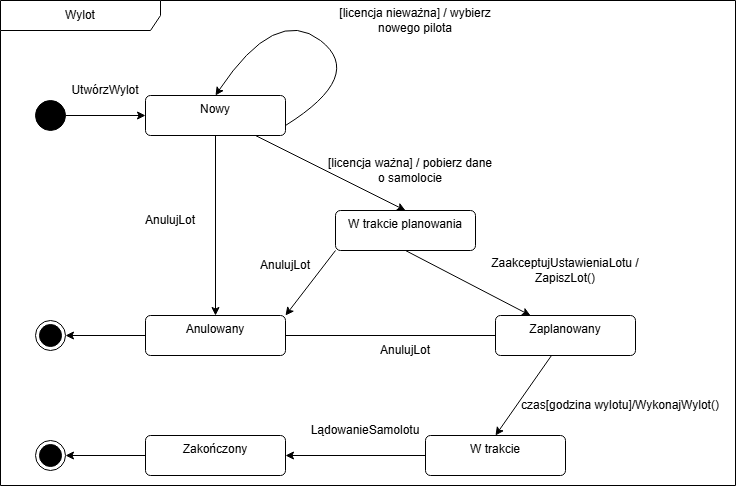 Wylot
[licencja nieważna] / wybierz
nowego pilota
UtwórzWylot
Nowy
[licencja ważna] / pobierz dane
o samolocie
AnulujLot
W trakcie planowania
AnulujLot
ZaakceptujUstawieniaLotu /
ZapiszLot()
Anulowany
Zaplanowany
AnulujLot
czas[godzina wylotu]/WykonajWylot()
LądowanieSamolotu
Zakończony
W trakcie